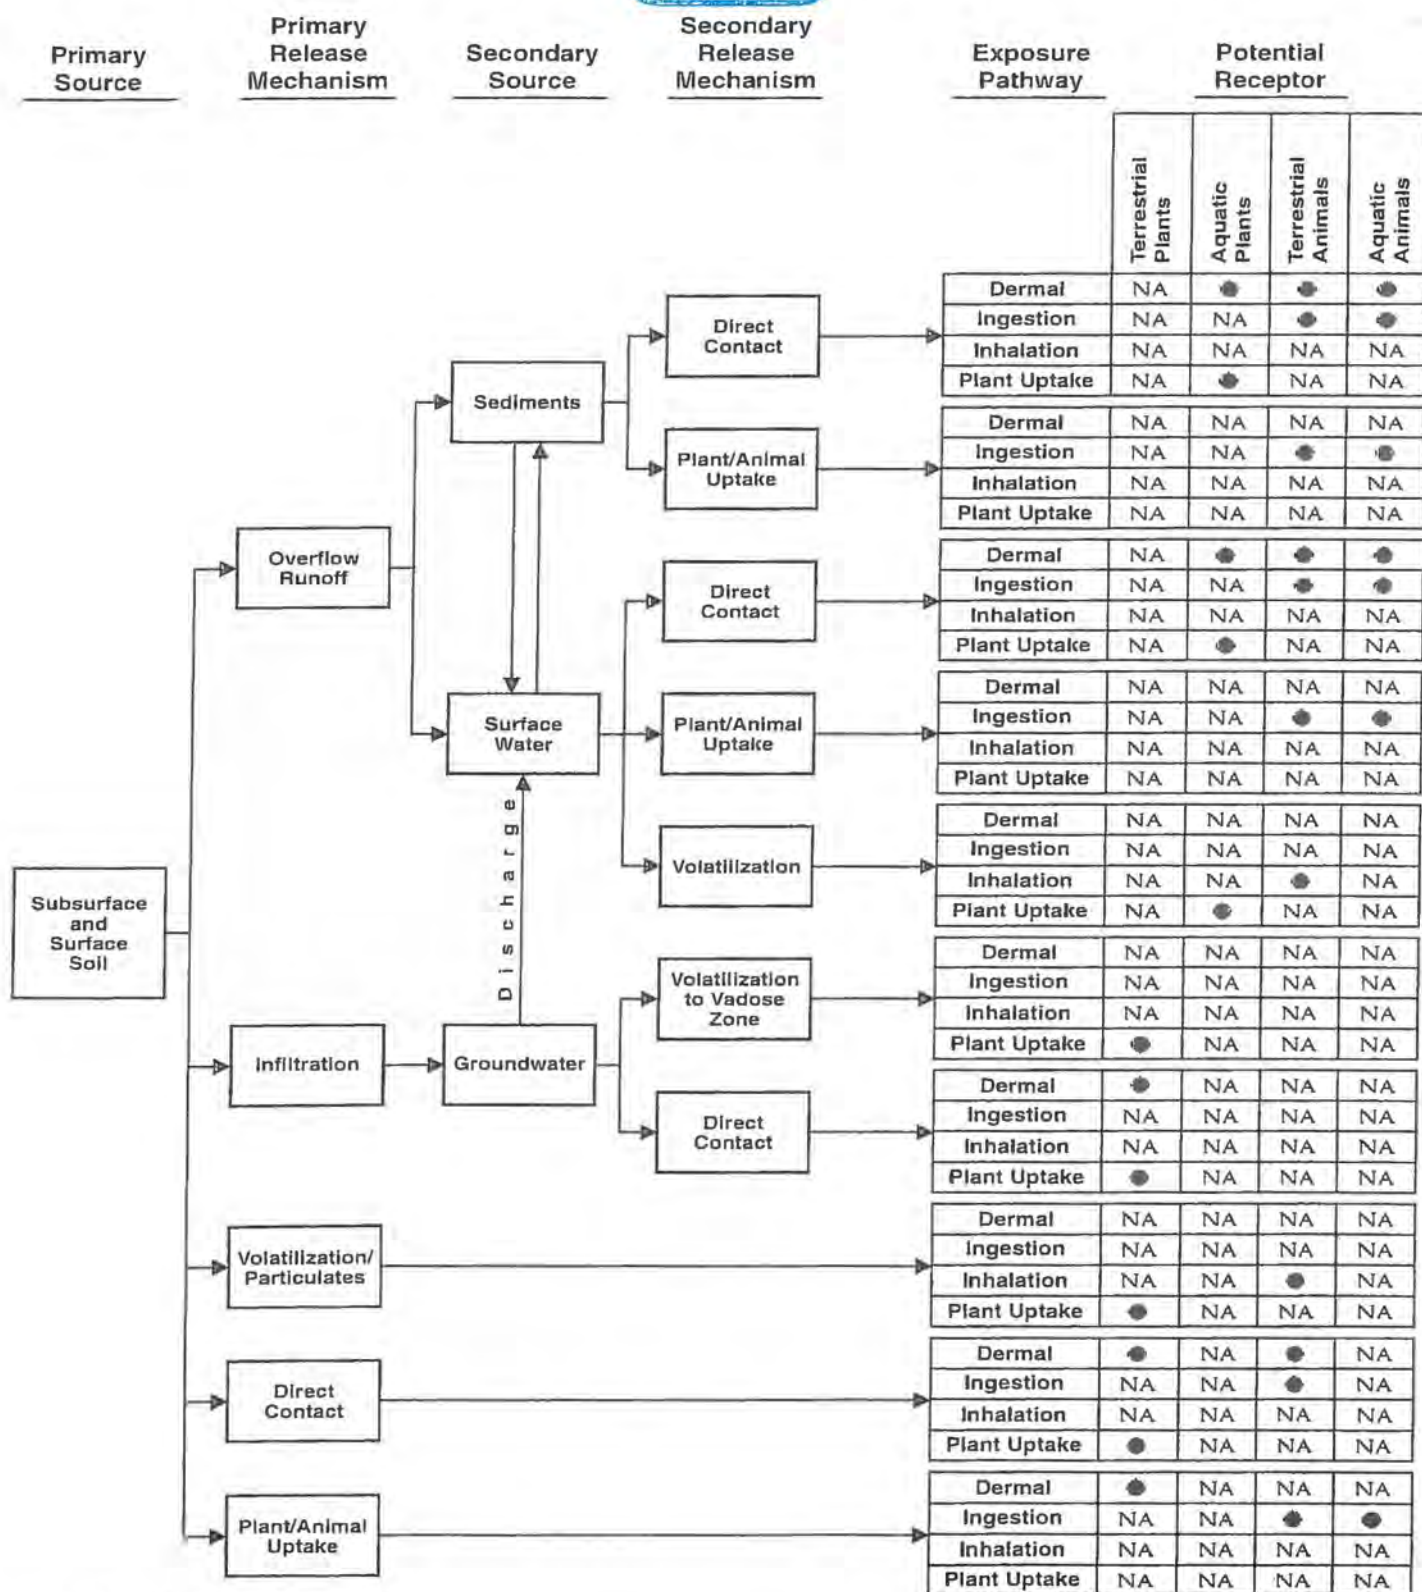 Primary
Source
Primary
Release
Mechanism
Secondary
Source
Secondary
Release
Mechanism
Exposure
Pathway
Potential
Receptor
Terrestrial
Plants
Aquatic
Plants
Terrestrial
Animals
Aquatic
Animals
Subsurface
and
Surface
Soil
Overflow
Runoff
Infiltration
Volatilization/
Particulates
Direct
Contact
Plant/Animal
Uptake
Sediments
Surface
Water
Discharge
Groundwater
Direct
Contact
Plant/Animal
Uptake
Direct
Contact
Plant/Animal
Uptake
Volatilization
Volatilization
to Vadose
Zone
Direct
Contact
Dermal NA ● ● ●
Ingestion NA NA ● ●
Inhalation NA NA NA NA
Plant Uptake NA ● NA NA
Dermal NA NA NA NA
Ingestion NA NA ● ●
Inhalation NA NA NA NA
Plant Uptake NA NA NA NA
Dermal NA ● ● ●
Ingestion NA NA ● ●
Inhalation NA NA NA NA
Plant Uptake NA ● NA NA
Dermal NA NA NA NA
Ingestion NA NA ● ●
Inhalation NA NA NA NA
Plant Uptake NA NA NA NA
Dermal NA NA NA NA
Ingestion NA NA NA NA
Inhalation NA NA ● NA
Plant Uptake NA ● NA NA
Dermal NA NA NA NA
Ingestion NA NA NA NA
Inhalation NA NA NA NA
Plant Uptake ● NA NA NA
Dermal ● NA NA NA
Ingestion NA NA NA NA
Inhalation NA NA NA NA
Plant Uptake ● NA NA NA
Dermal NA NA NA NA
Ingestion NA NA NA NA
Inhalation NA NA ● NA
Plant Uptake ● NA NA NA
Dermal ● NA ● NA
Ingestion NA NA ● NA
Inhalation NA NA NA NA
Plant Uptake ● NA NA NA
Dermal ● NA NA NA
Ingestion NA NA ● ●
Inhalation NA NA NA NA
Plant Uptake NA NA NA NA